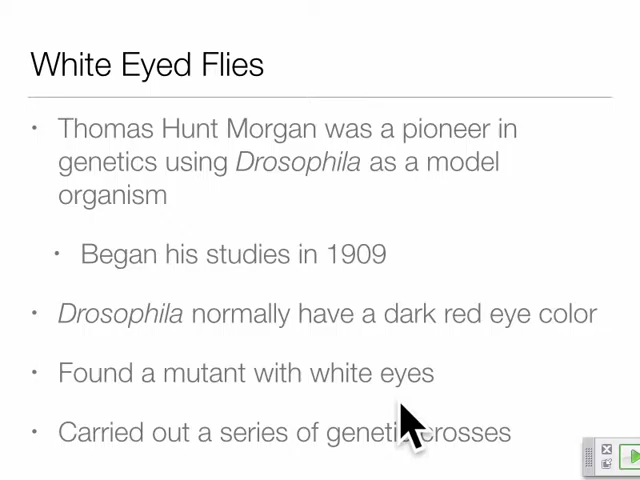 White Eyed Flies
• Thomas Hunt Morgan was a pioneer in
genetics using Drosophila as a model
organism
• Began his studies in 1909
• Drosophila normally have a dark red eye color
• Found a mutant with white eyes
• Carried out a series of genetic crosses